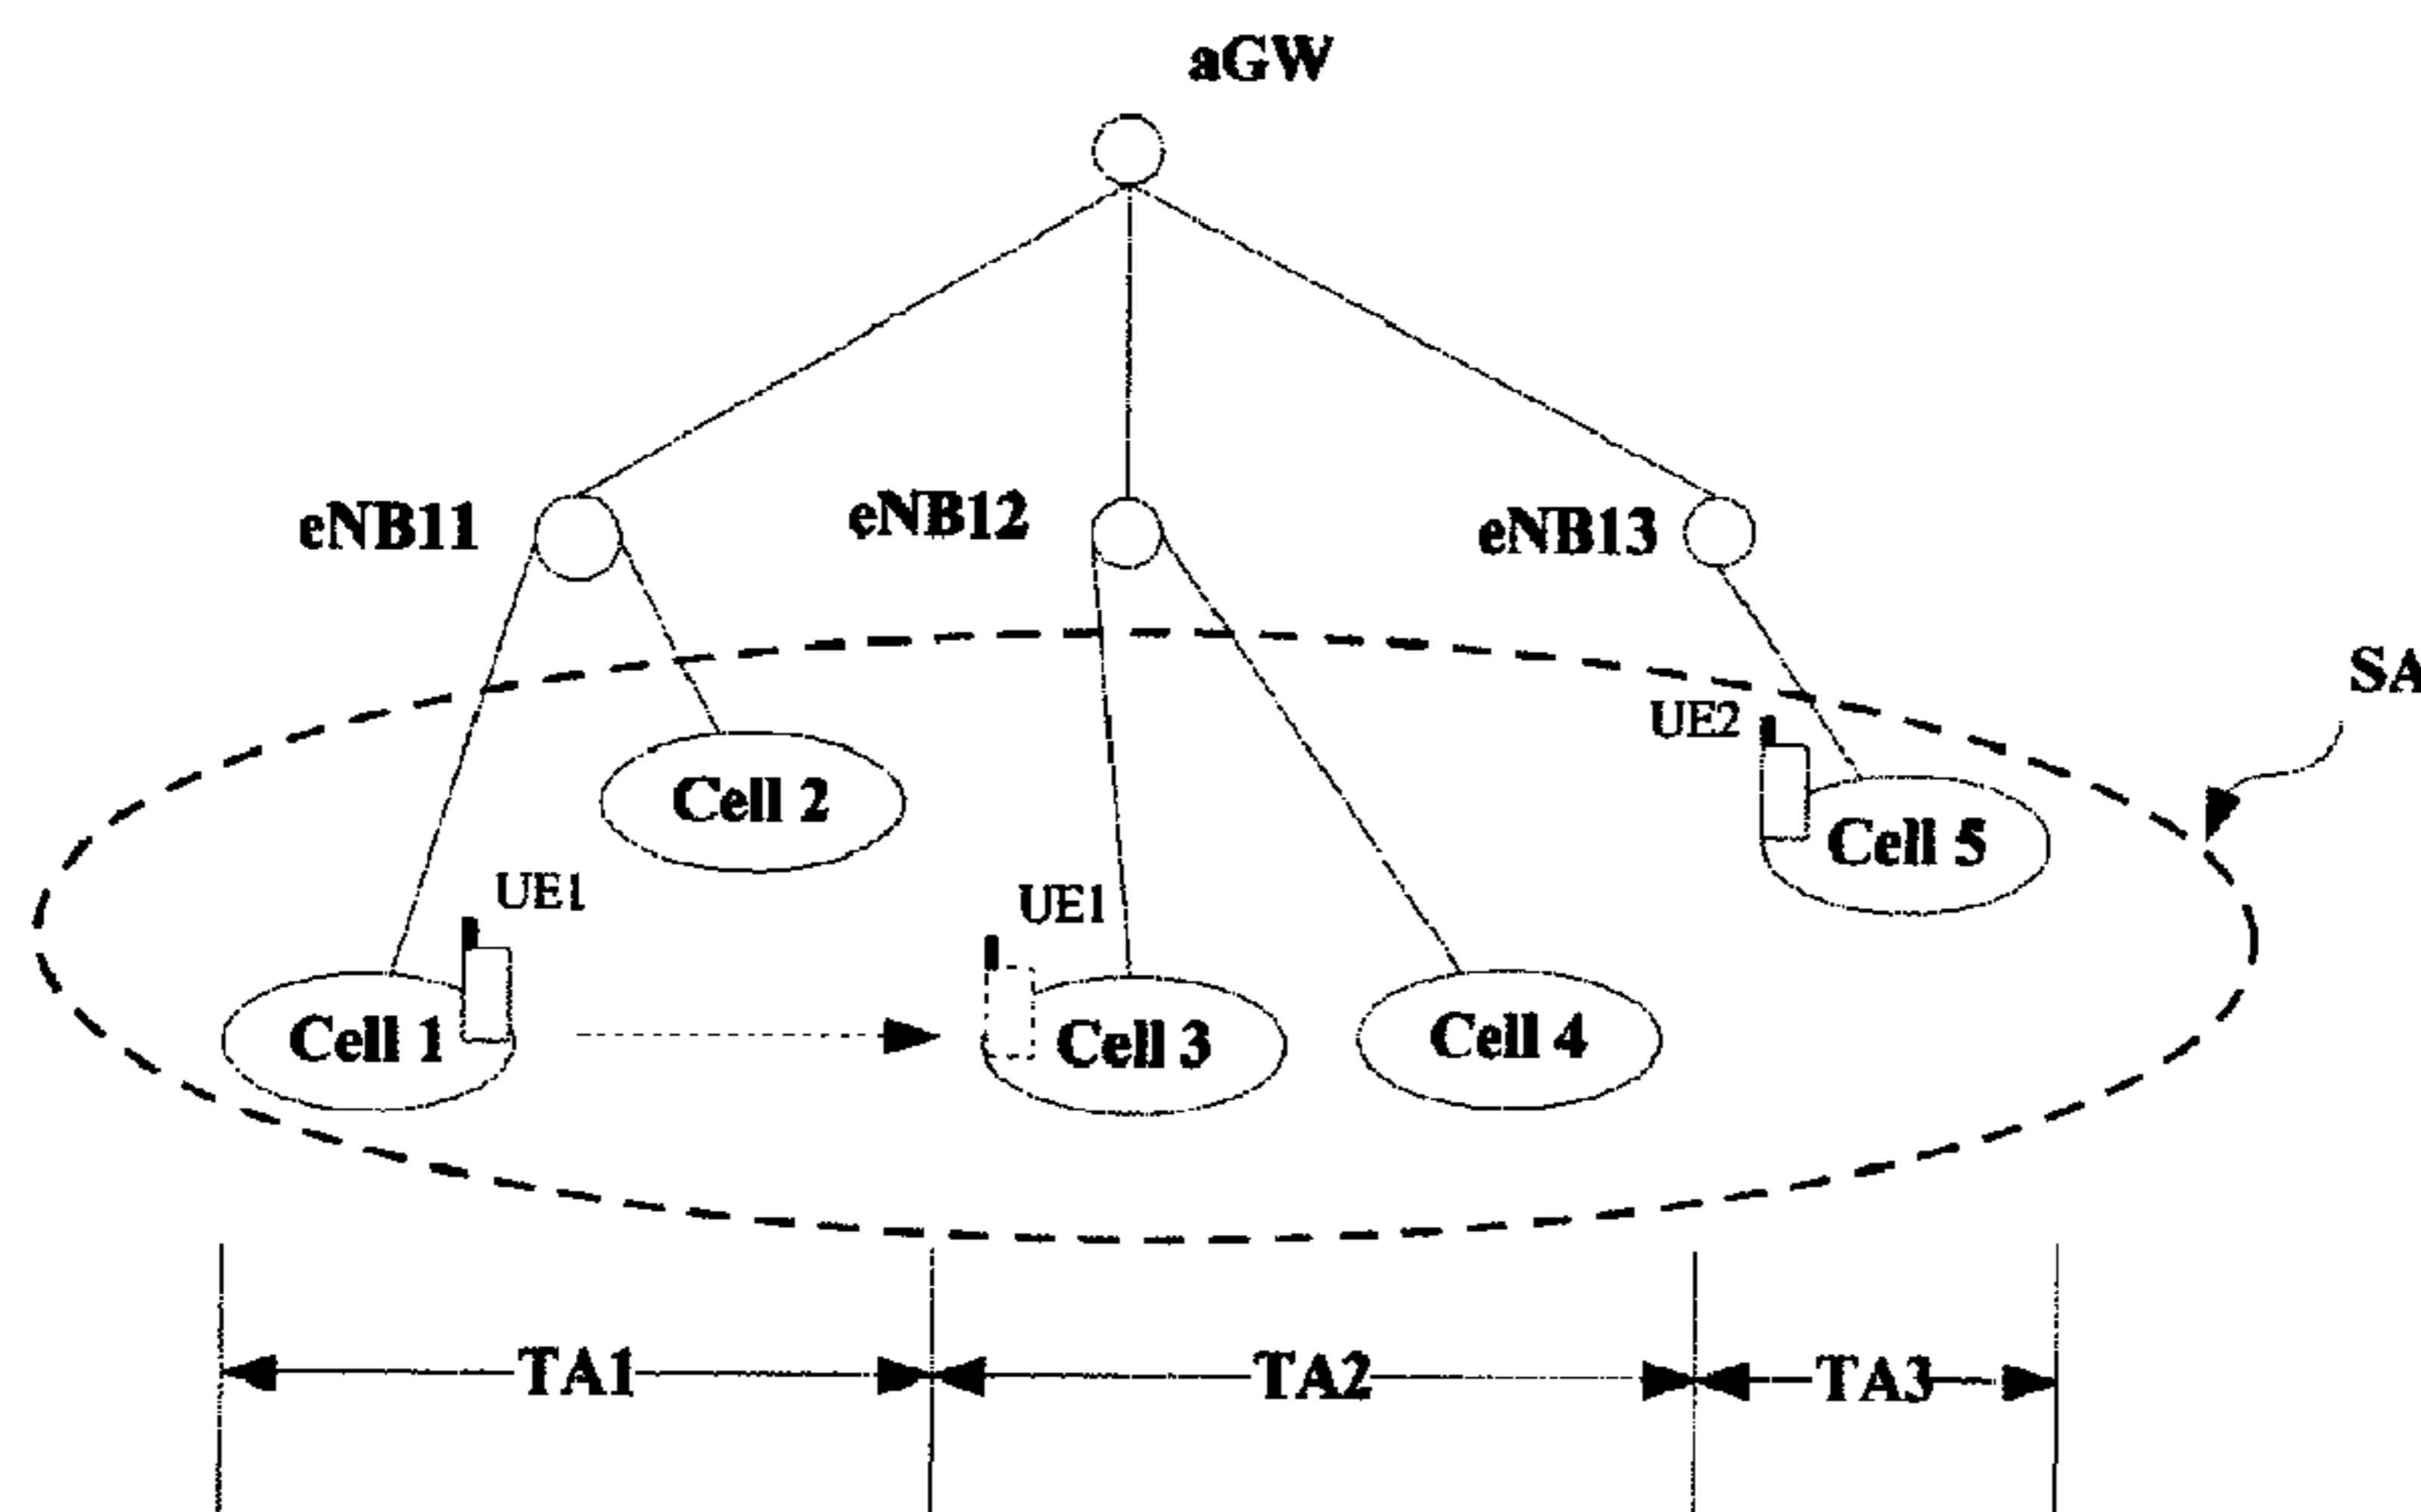 aGW
eNB11
eNB12
eNB13
SA
UE2
Cell 2
Cell 5
UE1
UE1
Cell 1
Cell 3
Cell 4
TA1
TA2
TA3